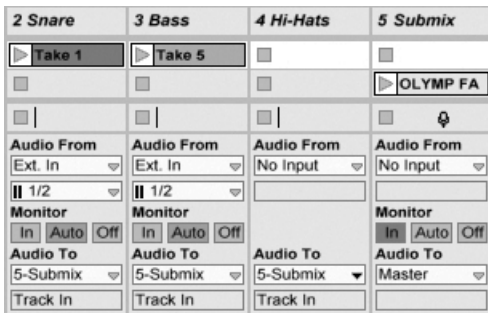 2 Snare 3 Bass 4 Hi-Hats 5 Submix
Take 1 Take 5
OLYMP FA
Audio From Audio From Audio From Audio From
Ext. In Ext. In No Input No Input
1/2 1/2
Monitor Monitor Monitor
In Auto Off In Auto Off In Auto Off
Audio To Audio To Audio To Audio To
5-Submix 5-Submix 5-Submix Master
Track In Track In Track In